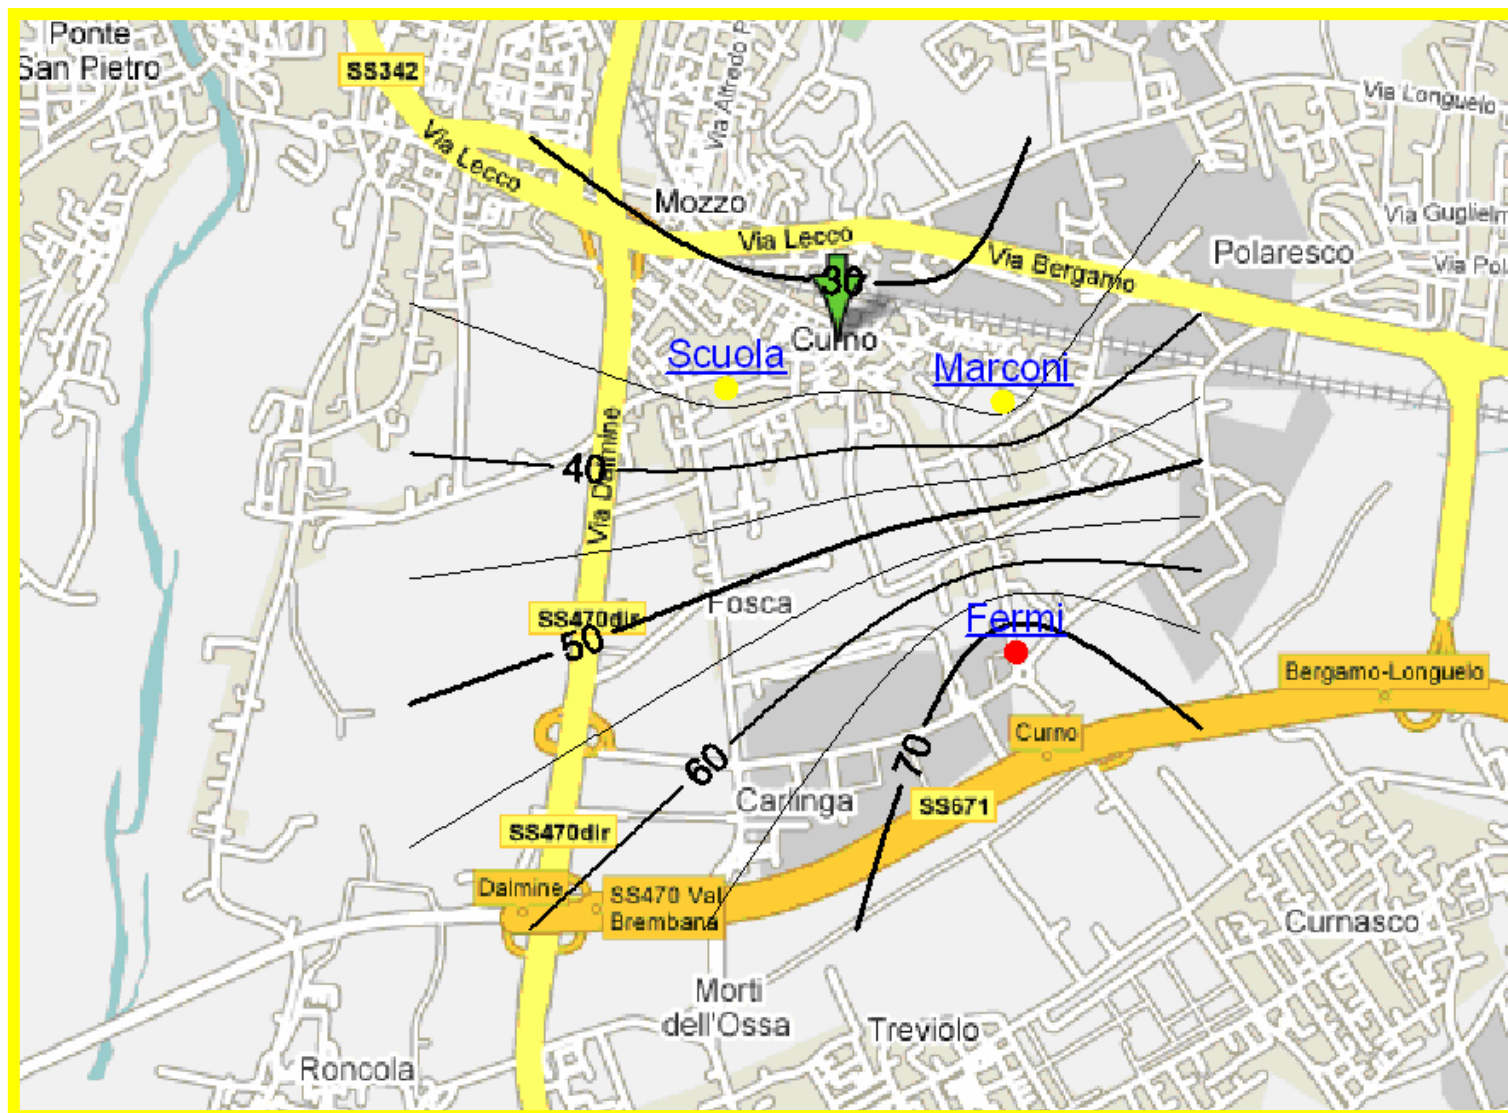 Ponte
San Pietro
SS342
Via Alfredo P
Via Longuelo
Via Lecco
Mozzo
Via Lecco
Via Guglielm
Via Bergamo
Polaresco
Via Pol
30
Curno
Scuola
Marconi
Via Dalmine
40
Fosca
SS470dir
50
Fermi
Bergamo-Longuelo
Curno
70
60
Carlinga
SS671
SS470dir
Dalmine
SS470 Val
Brembana
Curnasco
Morti
dell'Ossa
Treviolo
Roncola